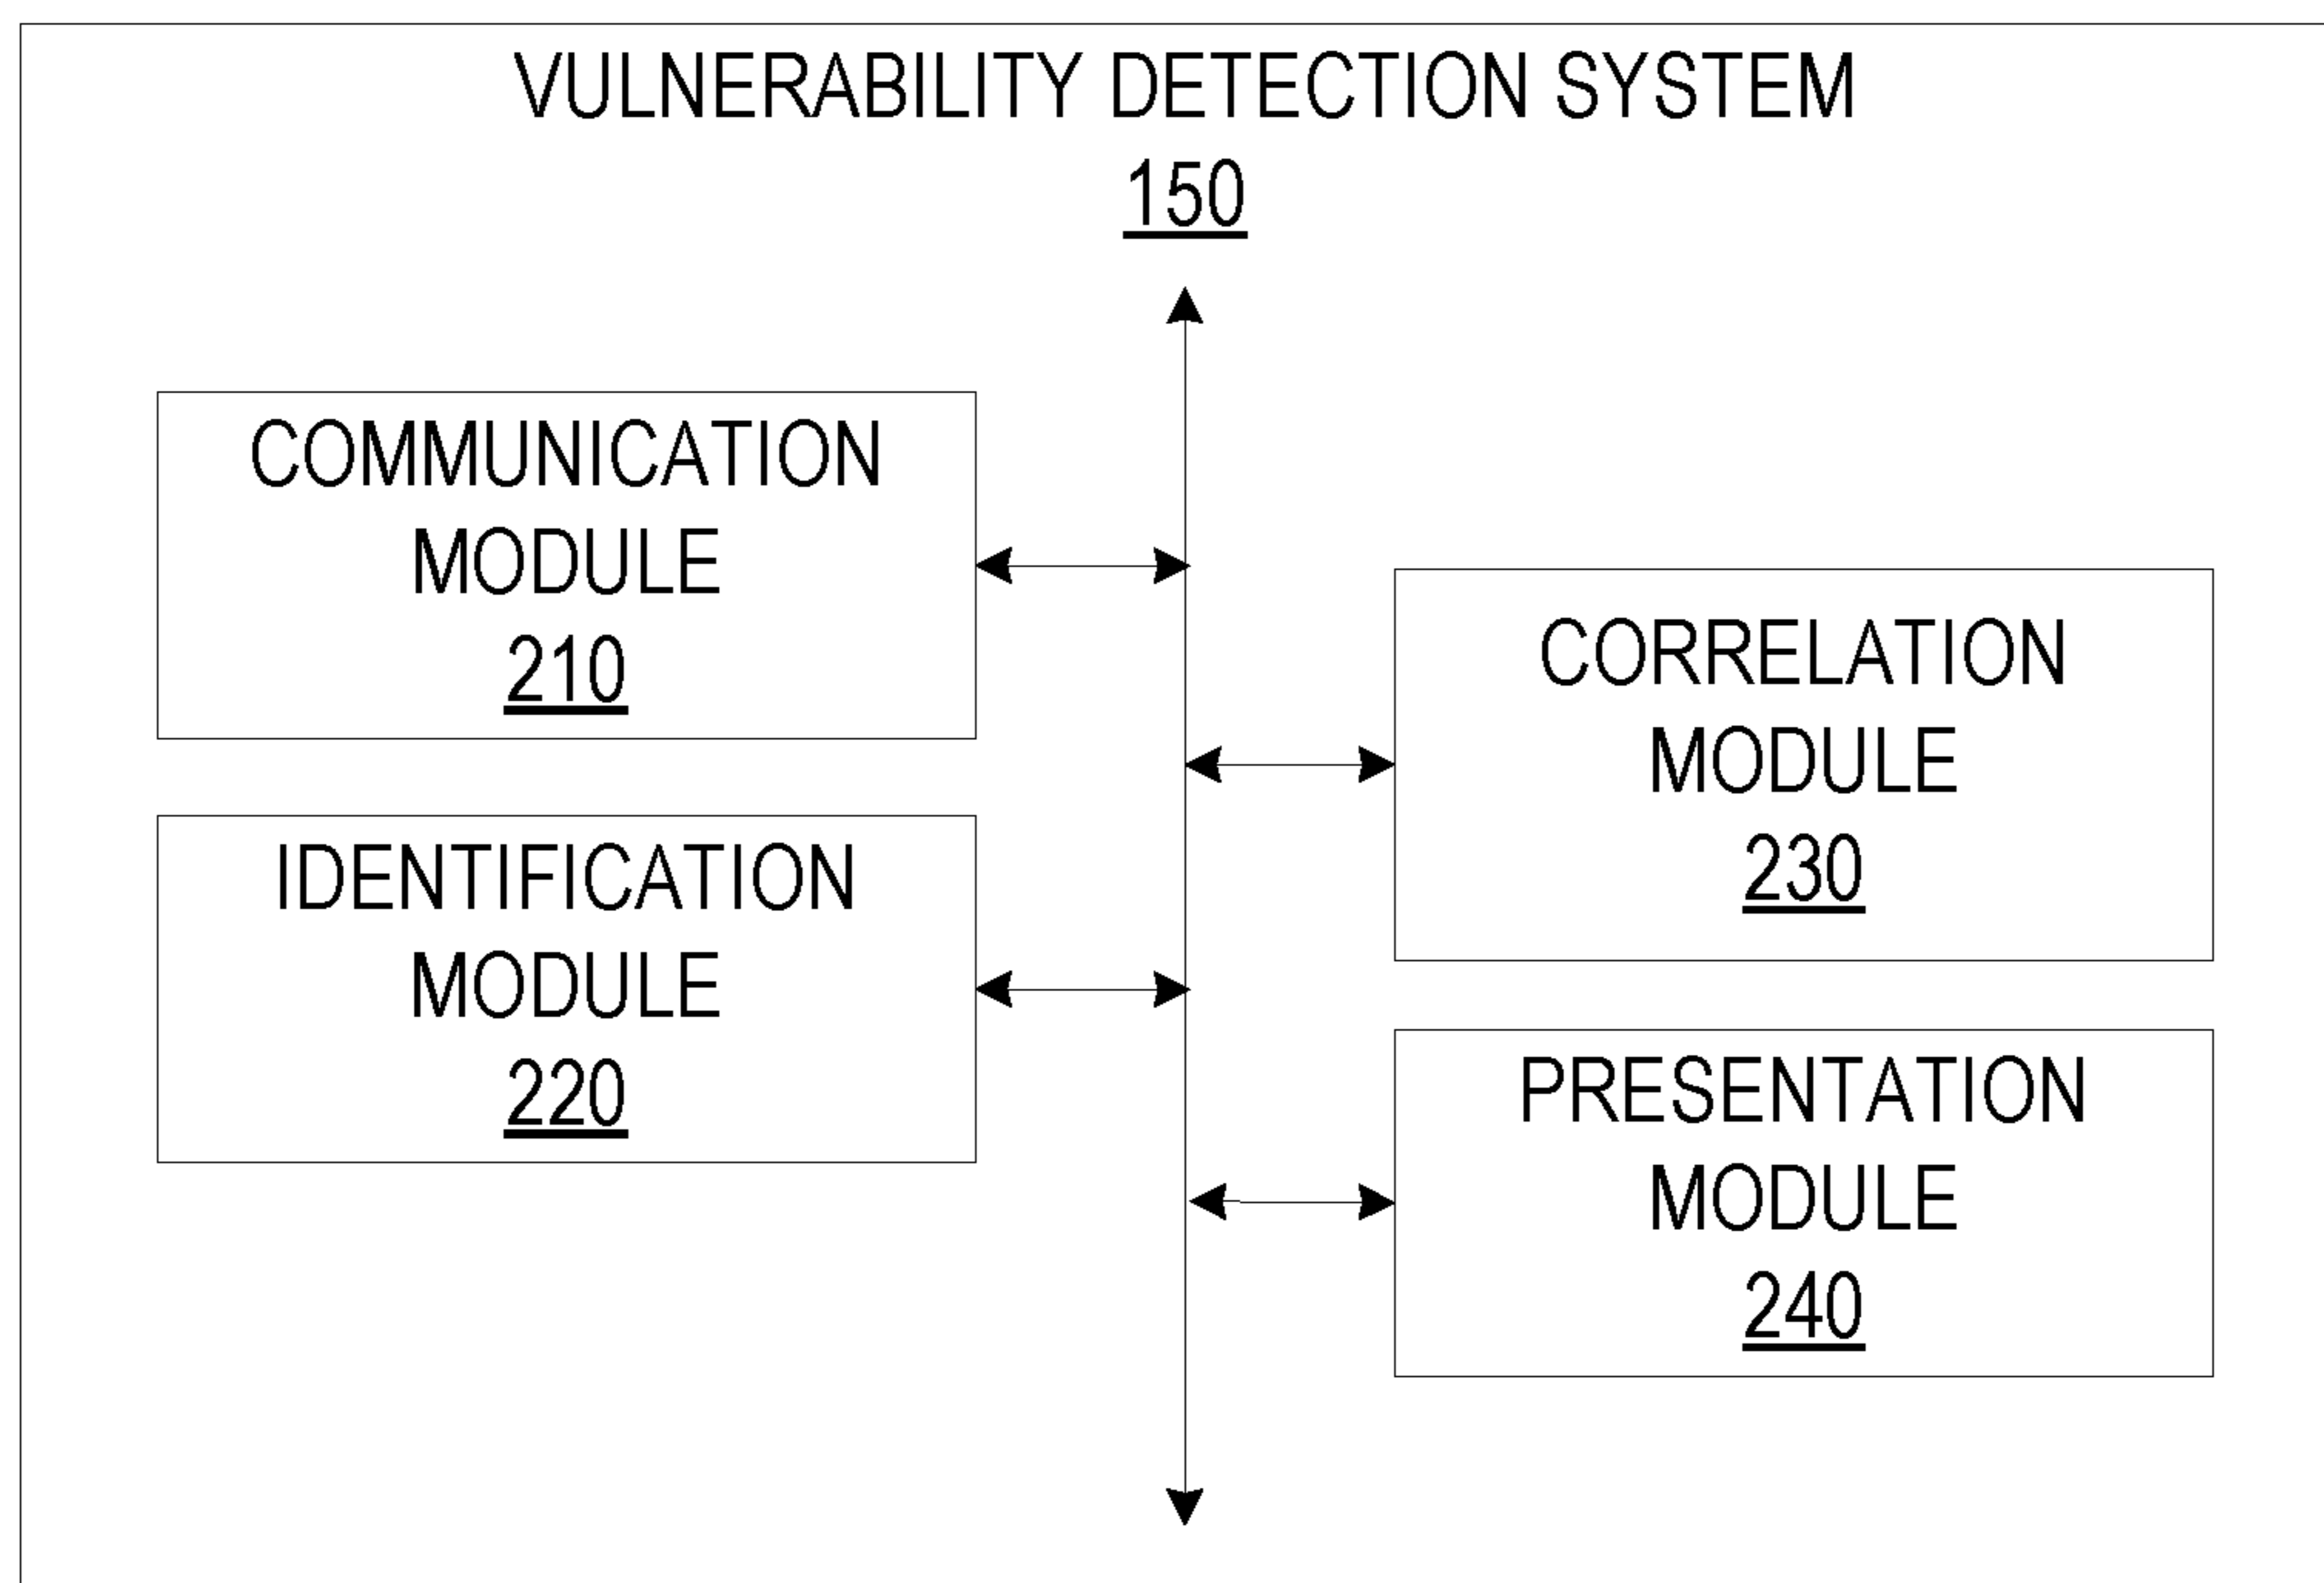 VULNERABILITY DETECTION SYSTEM
150
COMMUNICATION
MODULE
210
IDENTIFICATION
MODULE
220
CORRELATION
MODULE
230
PRESENTATION
MODULE
240